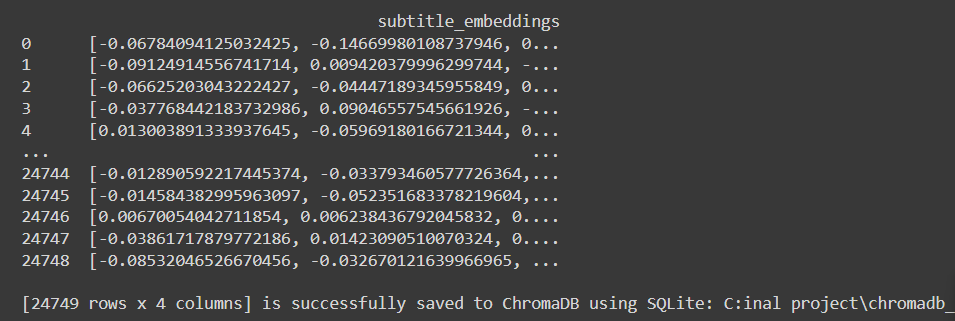 subtitle_embeddings
0 [-0.06784094125032425, -0.14669980108737946, 0...
1 [-0.09124914556741714, 0.009420379996299744, -...
2 [-0.06625203043222427, -0.04447189345955849, 0...
3 [-0.037768442183732986, 0.09046557545661926, -...
4 [0.013003891333937645, -0.05969180166721344, 0...
... ...
24744 [-0.012890592217445374, -0.033793460577726364,...
24745 [-0.014584382995963097, -0.052351683378219604,...
24746 [0.00670054042711854, 0.006238436792045832, 0....
24747 [-0.03861717879772186, 0.01423090510070324, 0....
24748 [-0.08532046526670456, -0.032670121639966965, ...
[24749 rows x 4 columns] is successfully saved to ChromaDB using SQLite: C:inal project\chromadb_